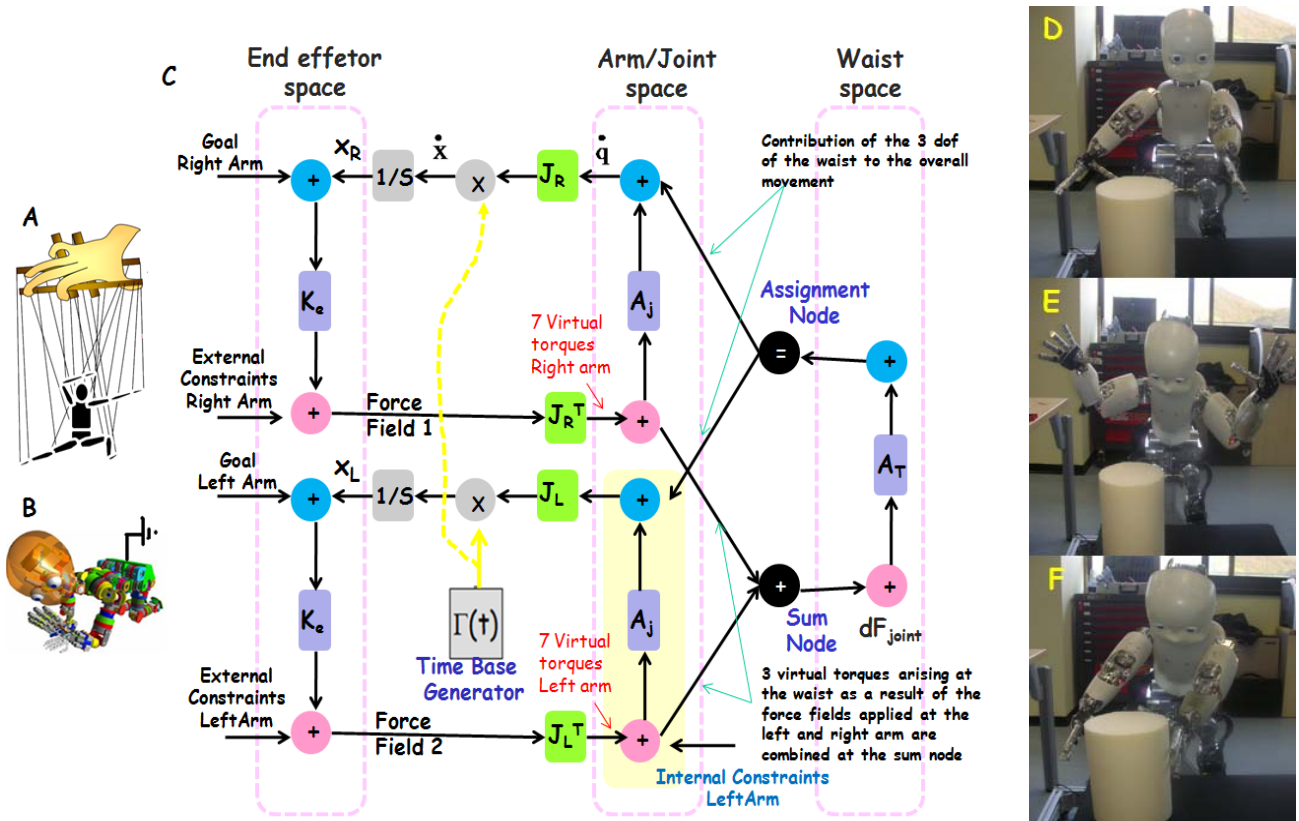 C
End effetor
space
Arm/Joint
space
Waist
space
D
Goal
Right Arm
+
X_R
1/S
ẋ
X
J_R
q̇
+
Contribution of the 3 dof
of the waist to the overall
movement
A
K_e
7 Virtual
torques
Right arm
A_j
Assignment
Node
=
+
E
External
Constraints
Right Arm
+
Force
Field 1
J_R^T
+
Goal
Left Arm
+
X_L
1/S
X
J_L
+
A_T
B
K_e
Γ(t)
Time Base
Generator
7 Virtual
torques
Left arm
A_j
+
Sum
Node
+
dF_joint
F
External
Constraints
LeftArm
+
Force
Field 2
J_L^T
+
3 virtual torques arising at
the waist as a result of the
force fields applied at the
left and right arm are
combined at the sum node
Internal Constraints
LeftArm